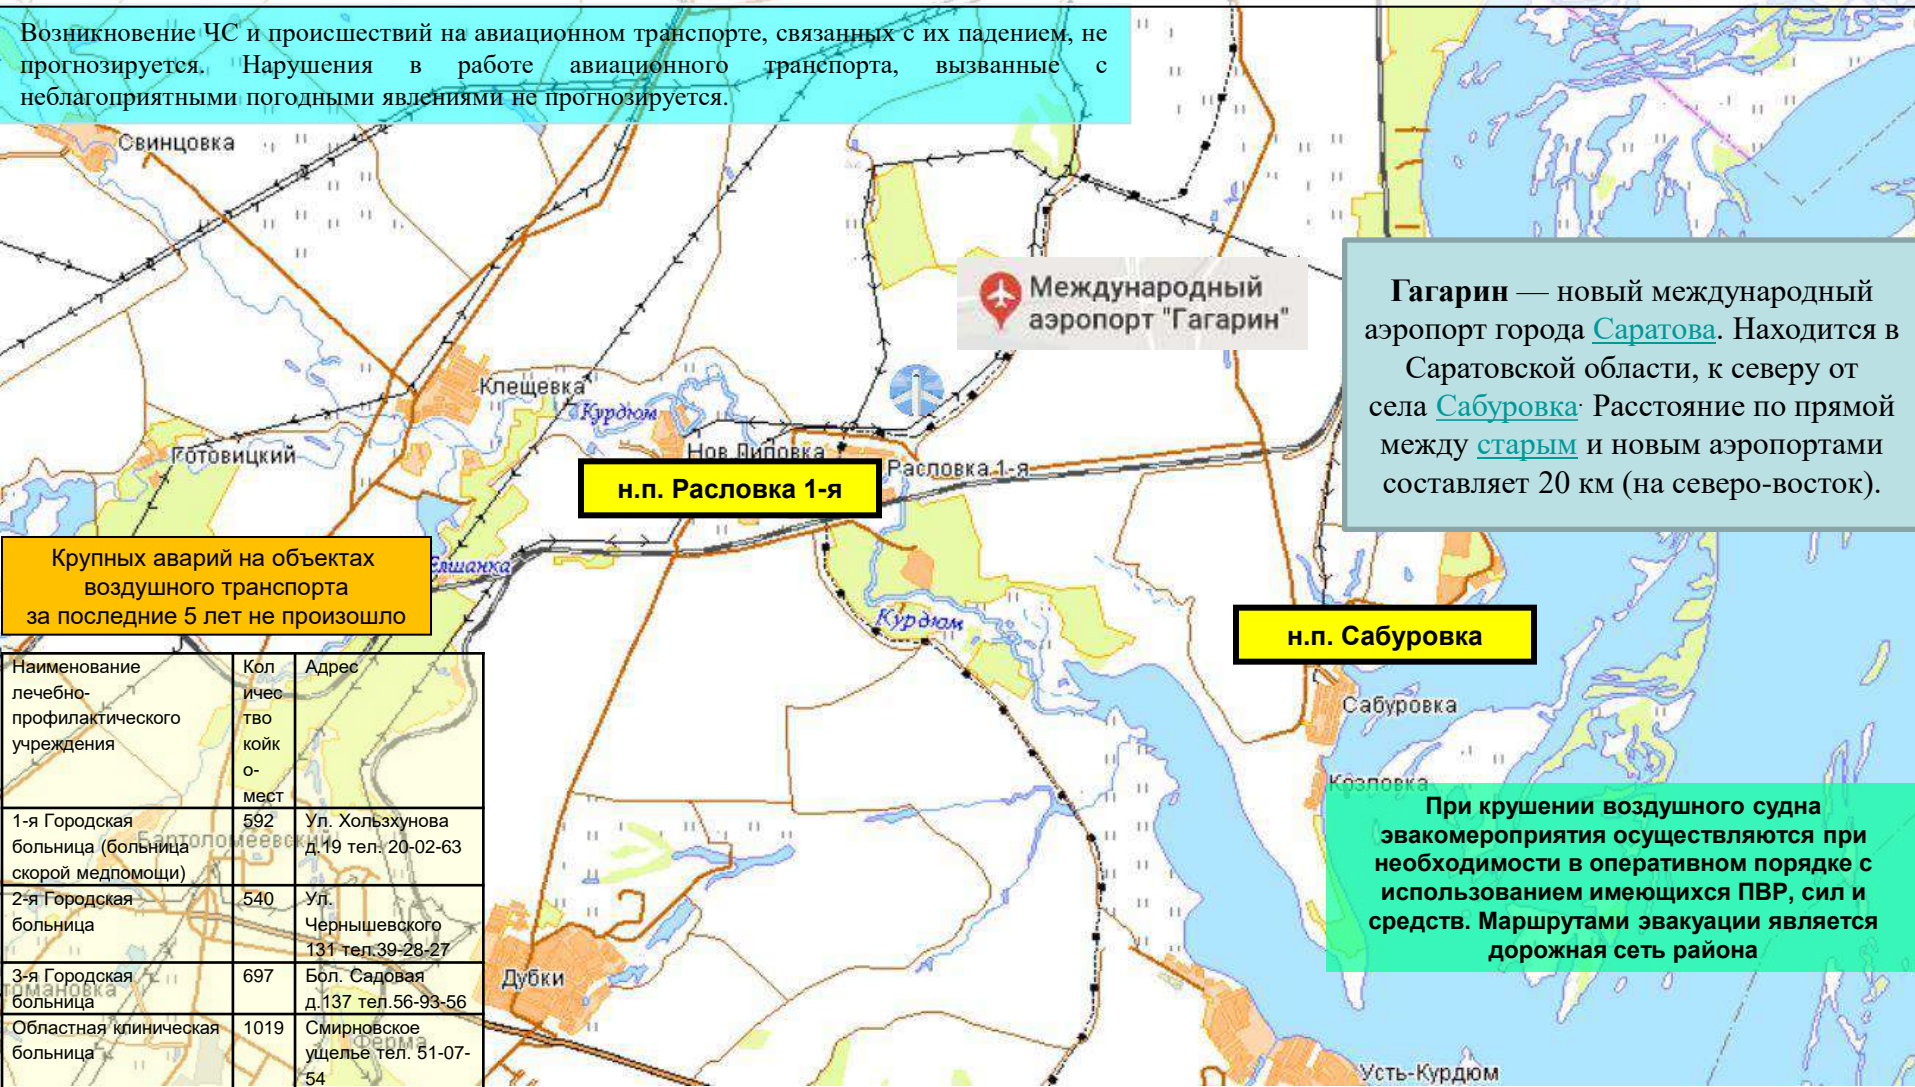 Возникновение ЧС и происшествий на авиационном транспорте, связанных с их падением, не
прогнозируется. Нарушения в работе авиационного транспорта, вызванные с
неблагоприятными погодными явлениями не прогнозируется.
Свинцовка
Международный
аэропорт "Гагарин"
Гагарин — новый международный
аэропорт города Саратова. Находится в
Саратовской области, к северу от
села Сабуровка. Расстояние по прямой
между старым и новым аэропортами
составляет 20 км (на северо-восток).
Клещевка
Курдюм
Готовицкий
Нов.Липовка
Расловка 1-я
н.п. Расловка 1-я
Крупных аварий на объектах
воздушного транспорта
за последние 5 лет не произошло
Елшанка
Курдюм
н.п. Сабуровка
Сабуровка
Козловка
При крушении воздушного судна
эвакомероприятия осуществляются при
необходимости в оперативном порядке с
использованием имеющихся ПВР, сил и
средств. Маршрутами эвакуации является
дорожная сеть района
Наименование
лечебно-
профилактического
учреждения
Кол
ичес
тво
койк
о-
мест
Адрес
1-я Городская
больница (больница
скорой медпомощи)
592
Ул. Хользхунова
д.19 тел. 20-02-63
Бартоломеевский
2-я Городская
больница
540
Ул.
Чернышевского
131 тел.39-28-27
3-я Городская
больница
697
Бол. Садовая
д.137 тел.56-93-56
Областная клиническая
больница
1019
Смирновское
ущелье тел. 51-07-
54
Ферма
Дубки
Усть-Курдюм